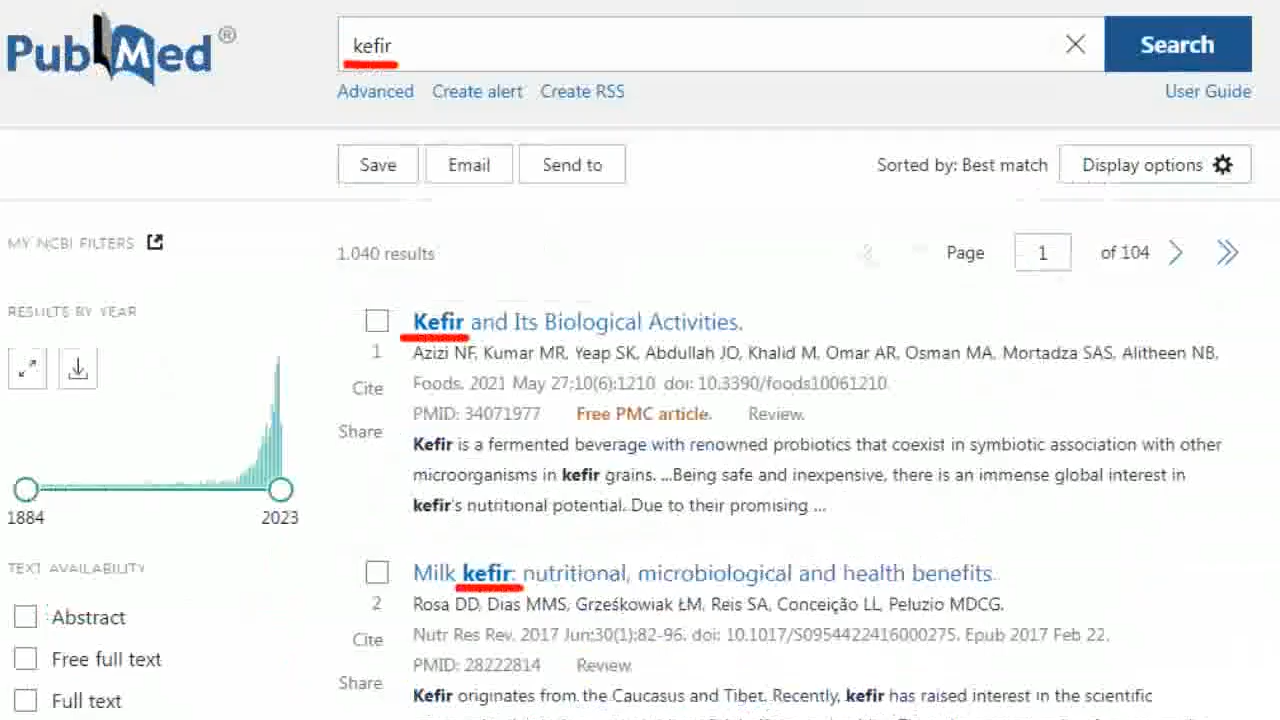 PubMed®
kefir
Search
Advanced Create alert Create RSS
User Guide
Save Email Send to
Sorted by: Best match Display options
MY NCBI FILTERS
1.040 results
Page 1 of 104
RESULTS BY YEAR
1884 2023
Kefir and Its Biological Activities.
1
Azizi NF, Kumar MR, Yeap SK, Abdullah JO, Khalid M, Omar AR, Osman MA, Mortadza SAS, Alitheen NB.
Cite
Foods. 2021 May 27;10(6):1210. doi: 10.3390/foods10061210.
PMID: 34071977 Free PMC article. Review.
Share
Kefir is a fermented beverage with renowned probiotics that coexist in symbiotic association with other
microorganisms in kefir grains. ...Being safe and inexpensive, there is an immense global interest in
kefir's nutritional potential. Due to their promising ...
TEXT AVAILABILITY
Abstract
Free full text
Full text
Milk kefir: nutritional, microbiological and health benefits.
2
Rosa DD, Dias MMS, Grześkowiak ŁM, Reis SA, Conceição LL, Peluzio MDCG.
Cite
Nutr Res Rev. 2017 Jun;30(1):82-96. doi: 10.1017/S0954422416000275. Epub 2017 Feb 22.
PMID: 28222814 Review.
Share
Kefir originates from the Caucasus and Tibet. Recently, kefir has raised interest in the scientific